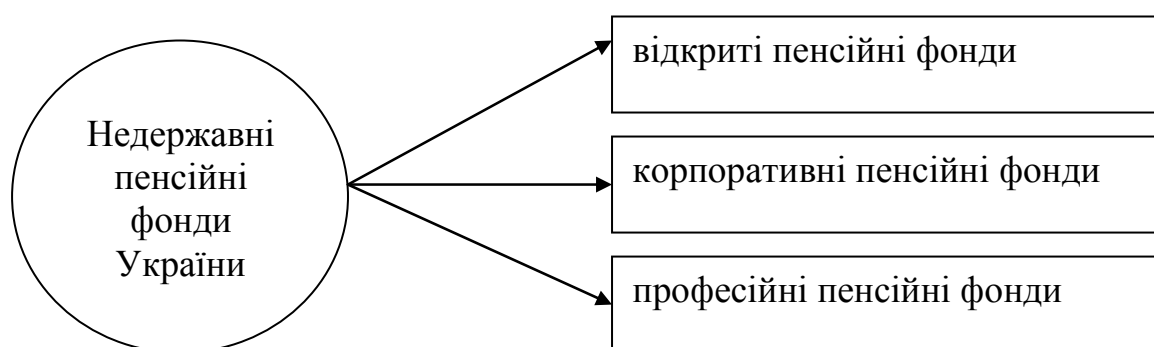 Недержавні
пенсійні
фонди
України
відкриті пенсійні фонди
корпоративні пенсійні фонди
професійні пенсійні фонди